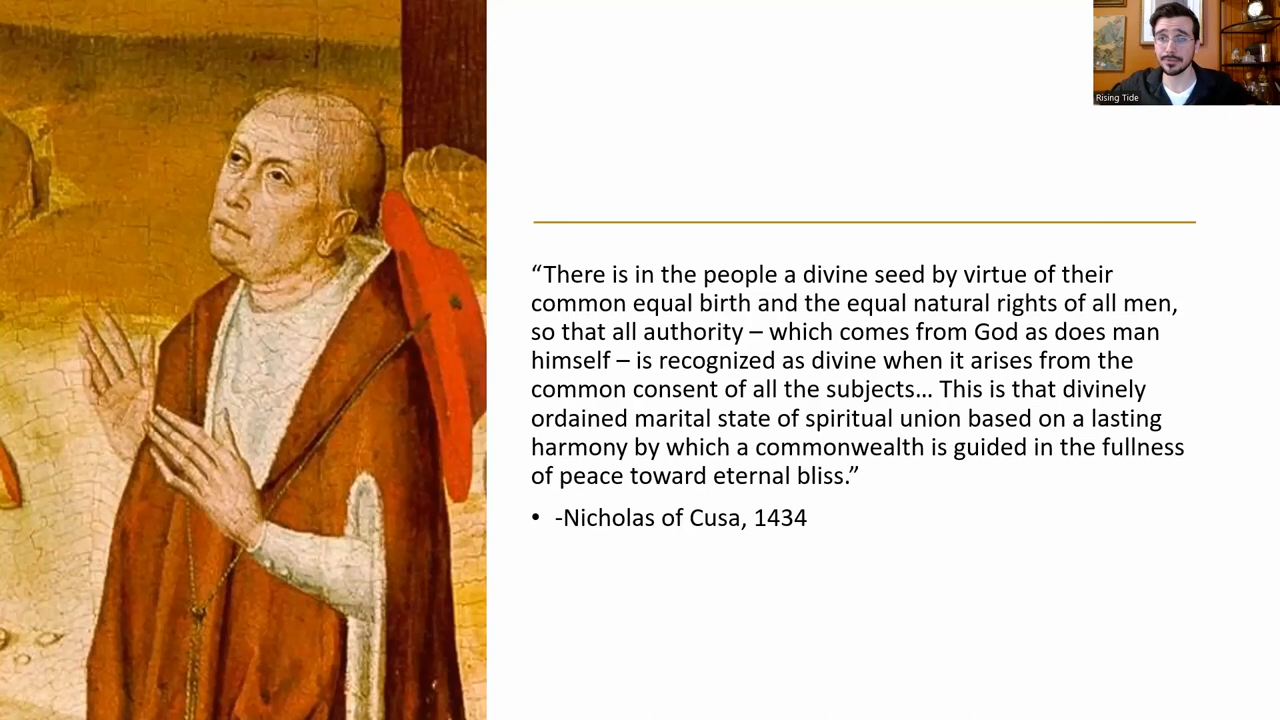 Rising Tide
“There is in the people a divine seed by virtue of their
common equal birth and the equal natural rights of all men,
so that all authority – which comes from God as does man
himself – is recognized as divine when it arises from the
common consent of all the subjects… This is that divinely
ordained marital state of spiritual union based on a lasting
harmony by which a commonwealth is guided in the fullness
of peace toward eternal bliss.”
• -Nicholas of Cusa, 1434